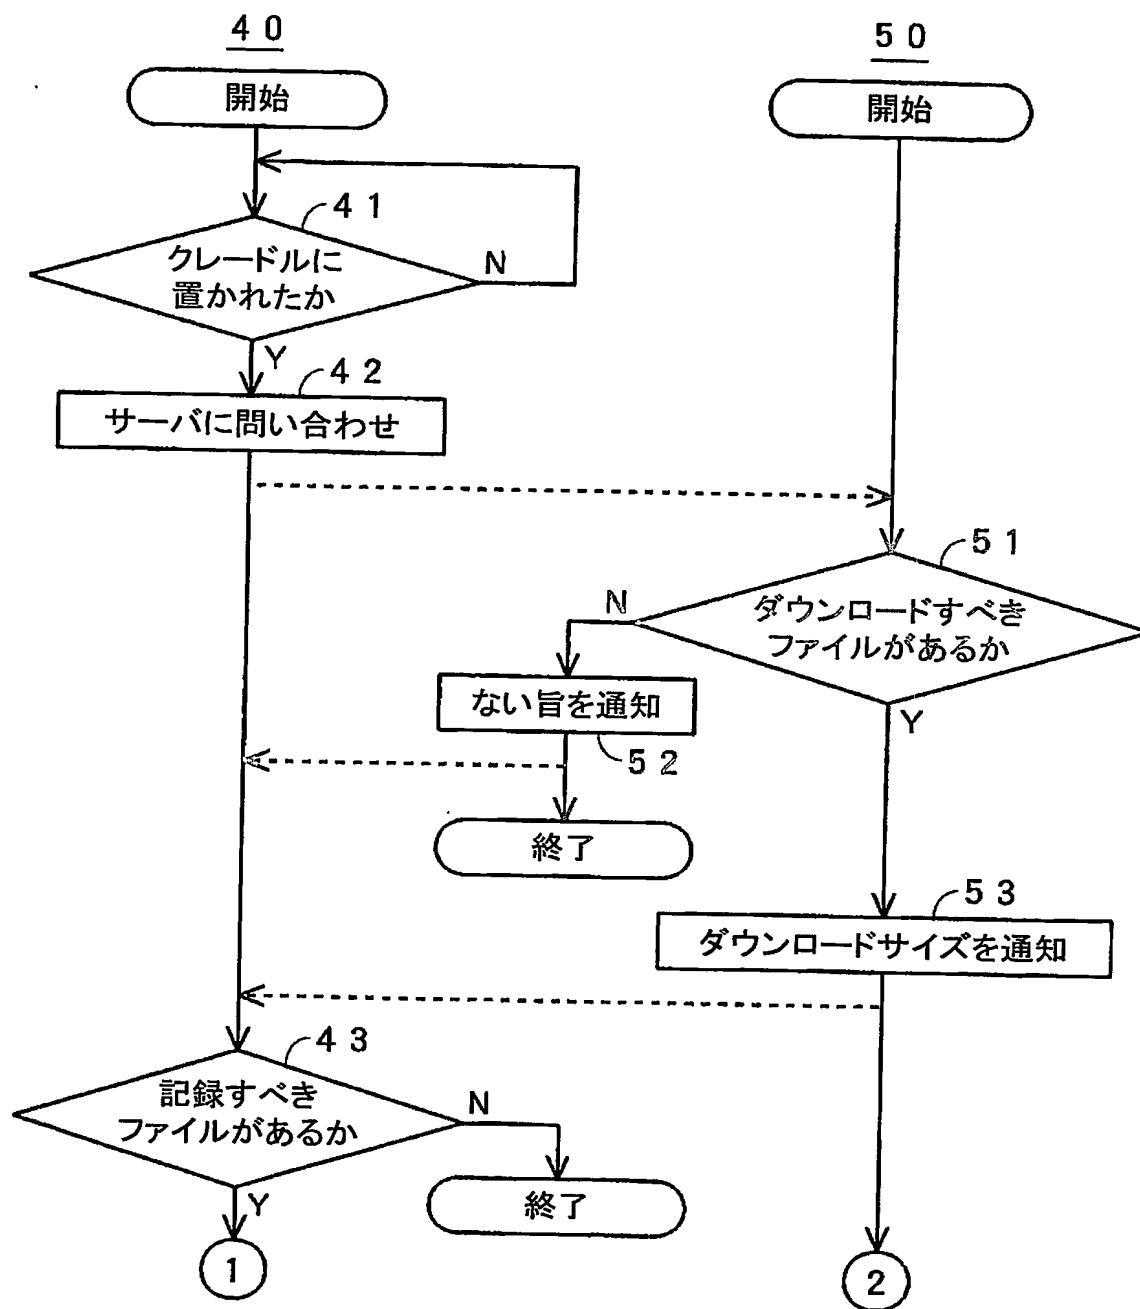 ４０
５０
開始
開始
４１
クレードルに
置かれたか
N
Y
４２
サーバに問い合わせ
５１
ダウンロードすべき
ファイルがあるか
N
Y
ない旨を通知
５２
終了
５３
ダウンロードサイズを通知
４３
記録すべき
ファイルがあるか
N
Y
終了
1
2